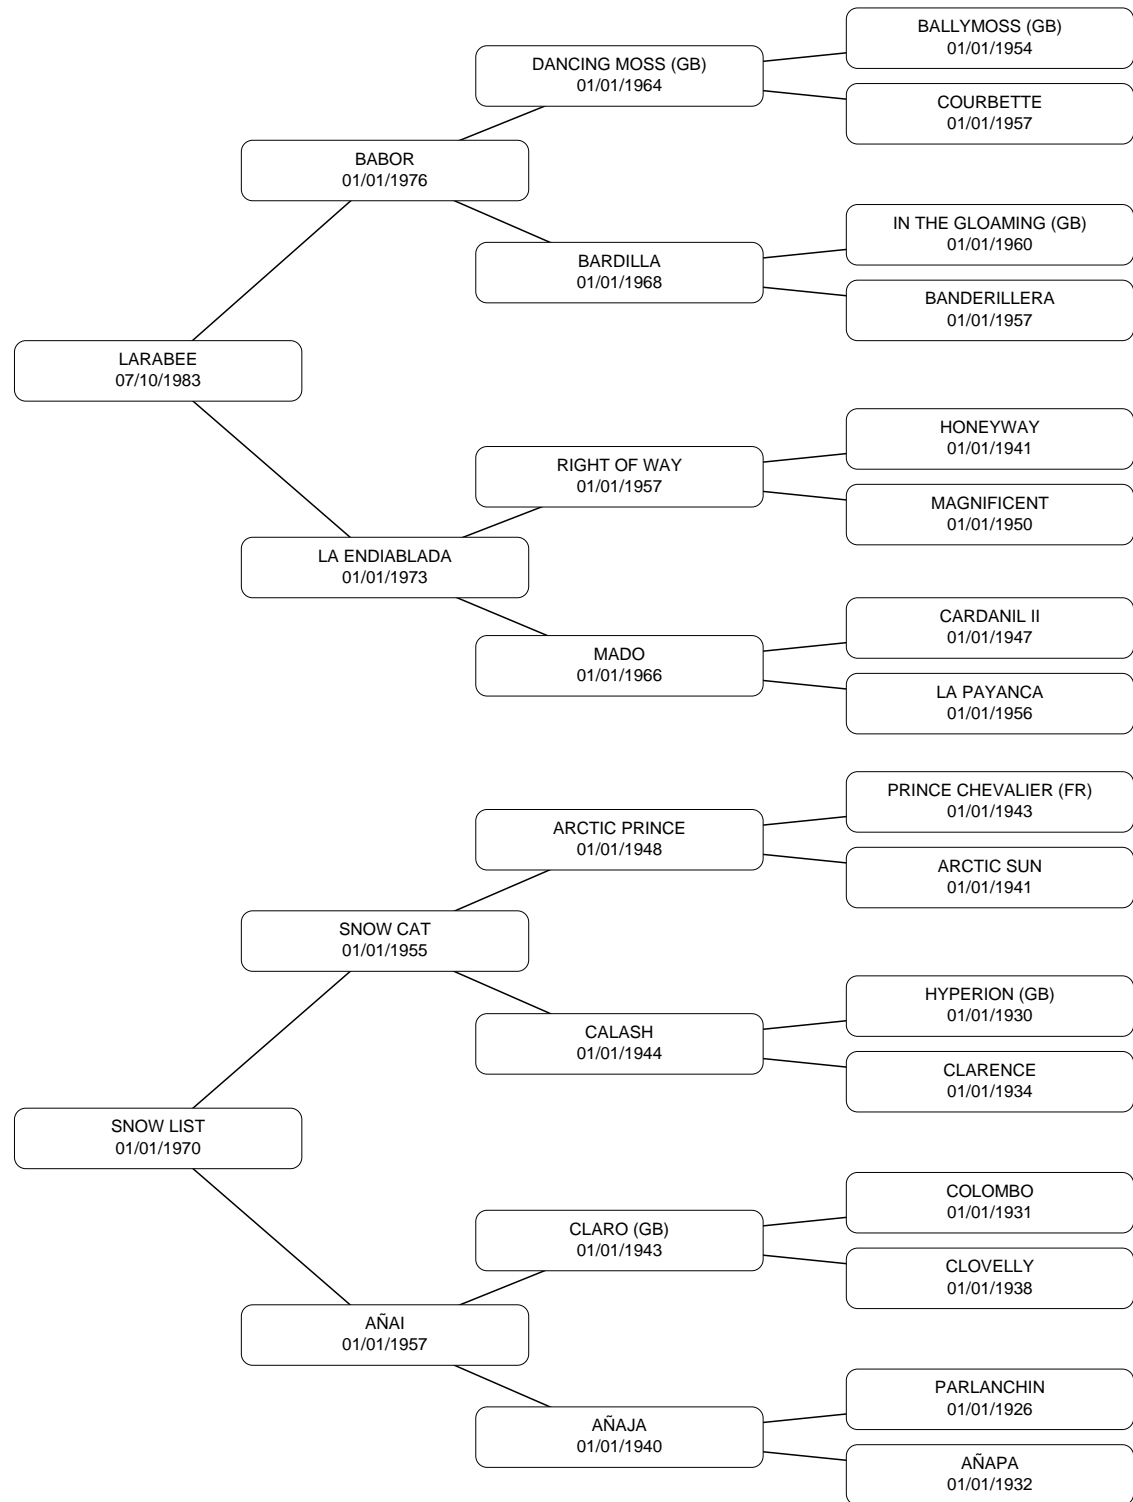 BALLYMOSS (GB)
01/01/1954
DANCING MOSS (GB)
01/01/1964
COURBETTE
01/01/1957
BABOR
01/01/1976
IN THE GLOAMING (GB)
01/01/1960
BARDILLA
01/01/1968
BANDERILLERA
01/01/1957
LARABEE
07/10/1983
HONEYWAY
01/01/1941
RIGHT OF WAY
01/01/1957
MAGNIFICENT
01/01/1950
LA ENDIABLADA
01/01/1973
CARDANIL II
01/01/1947
MADO
01/01/1966
LA PAYANCA
01/01/1956
PRINCE CHEVALIER (FR)
01/01/1943
ARCTIC PRINCE
01/01/1948
ARCTIC SUN
01/01/1941
SNOW CAT
01/01/1955
HYPERION (GB)
01/01/1930
CALASH
01/01/1944
CLARENCE
01/01/1934
SNOW LIST
01/01/1970
COLOMBO
01/01/1931
CLARO (GB)
01/01/1943
CLOVELLY
01/01/1938
AÑAI
01/01/1957
PARLANCHIN
01/01/1926
AÑAJA
01/01/1940
AÑAPA
01/01/1932